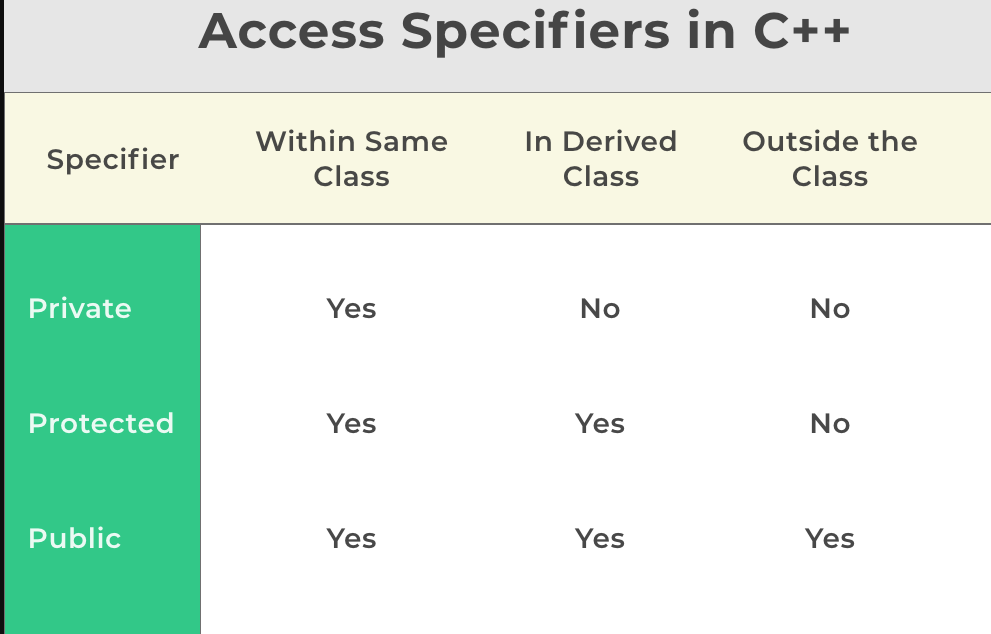 Access Specifiers in C++
Specifier
Within Same
Class
In Derived
Class
Outside the
Class
Private Yes No No
Protected Yes Yes No
Public Yes Yes Yes